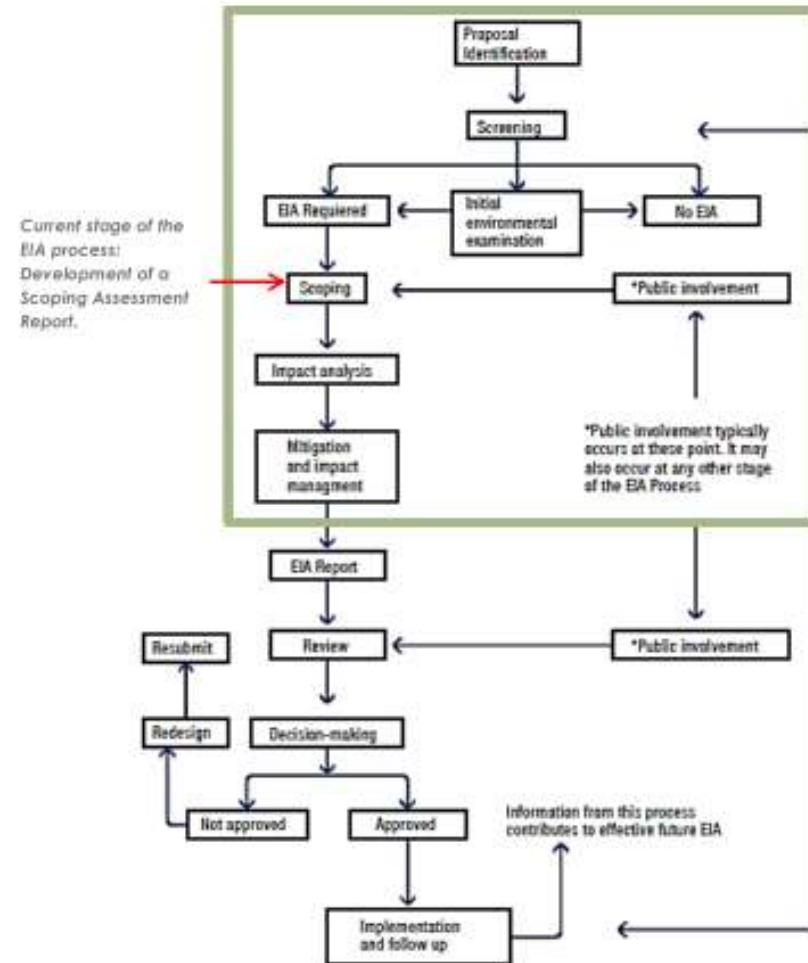 Praposal
Identification
Screening
EIA Requiered
Initial
environmental
examination
No EIA
Current stage of the
EIA process:
Development of a
Scoping Assessment
Report.
Scoping
*Public involvement
Impact analysis
*Public involvement typically
occurs at these point. It may
also occur at any other stage
of the EIA Process
Mitigation
and impact
managment
EIA Report
Resubmit
Review
*Public involvement
Redesign
Decision-making
Not approved
Approved
Information from this process
contributes to effective future EIA
Implementation
and follow up